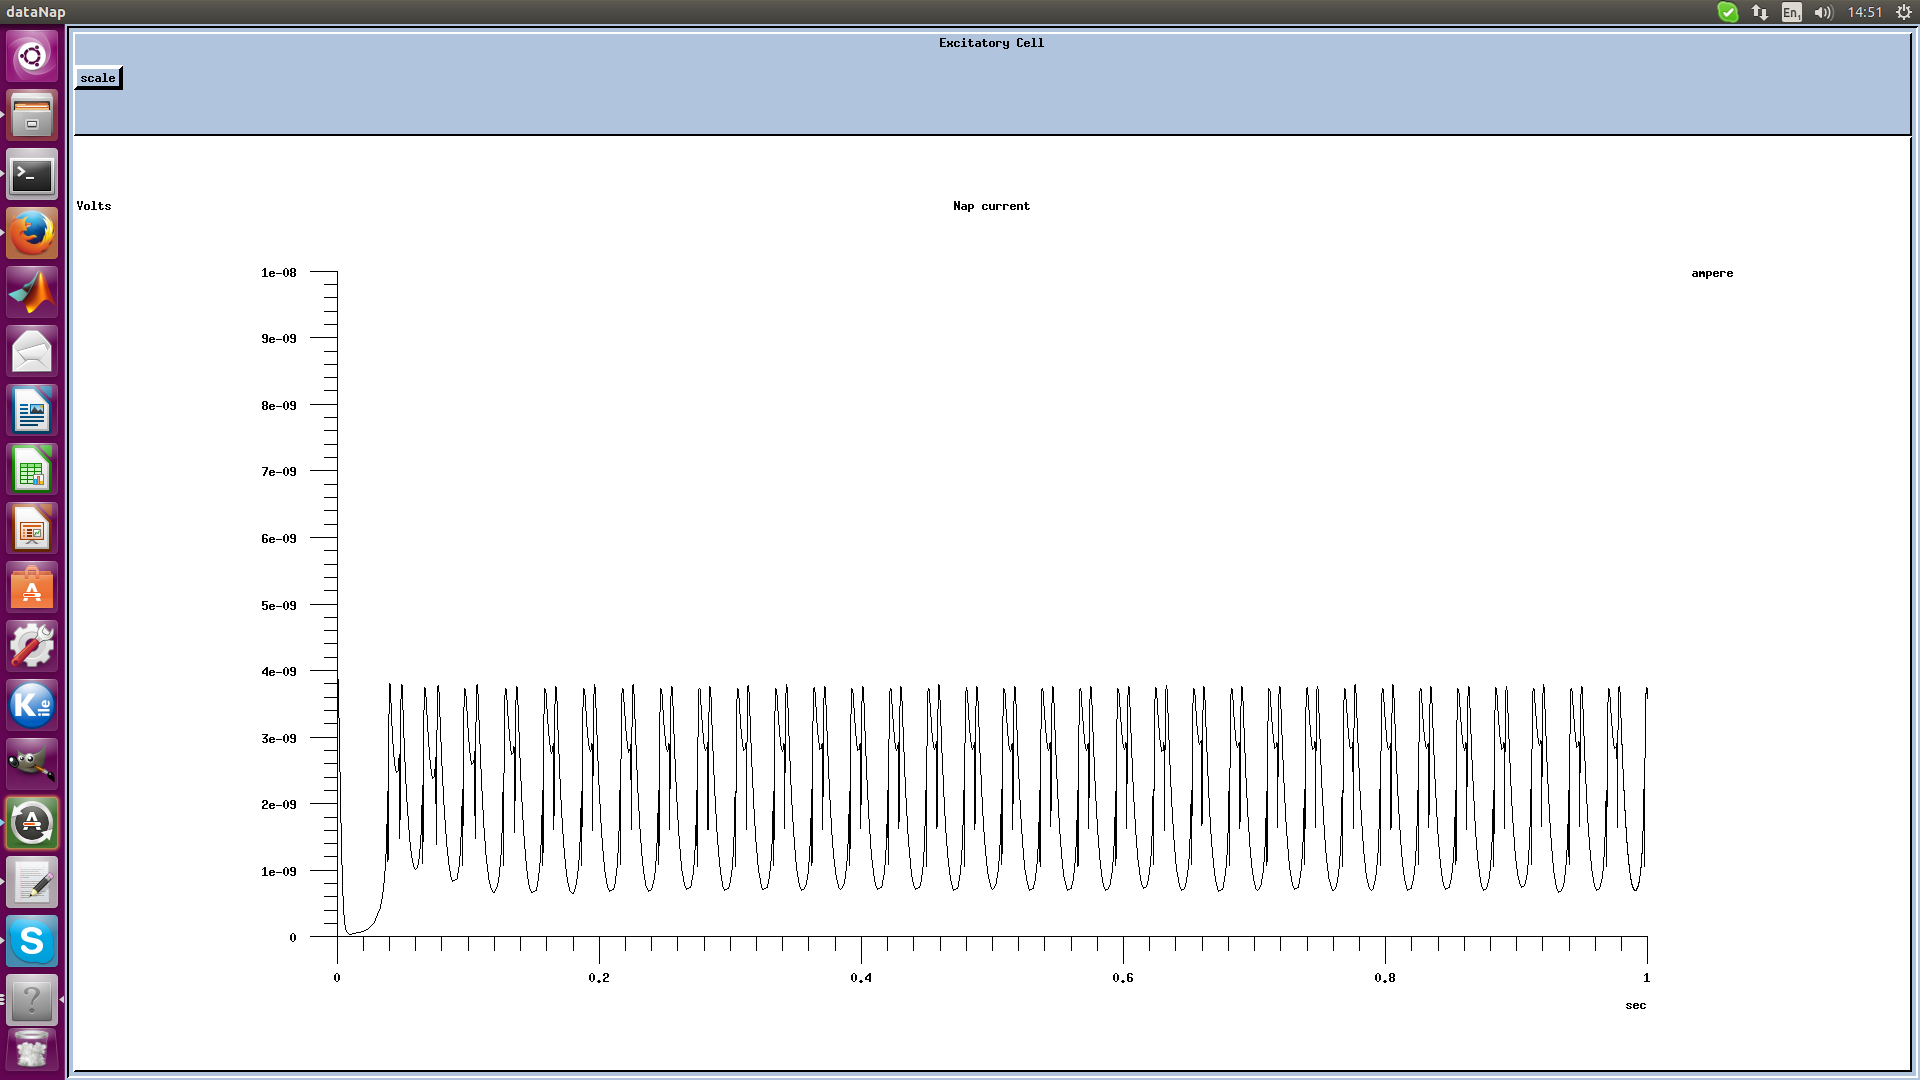 dataNap
En1
14:51
Excitatory Cell
scale
Volts
Nap current
ampere
1e-08
9e-09
8e-09
7e-09
6e-09
5e-09
4e-09
3e-09
2e-09
1e-09
0
0 0.2 0.4 0.6 0.8 1
sec
K ile
S
?